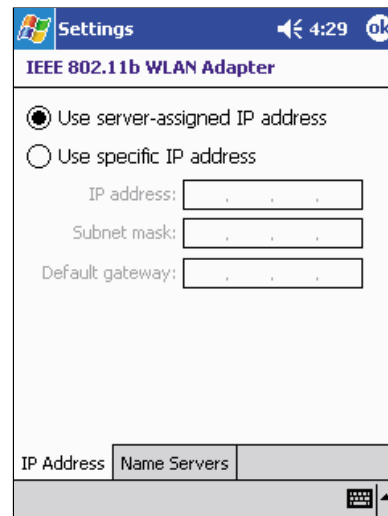 Settings 4:29 ok
IEEE 802.11b WLAN Adapter
Use server-assigned IP address
Use specific IP address
IP address: . . .
Subnet mask: . . .
Default gateway: . . .
IP Address Name Servers